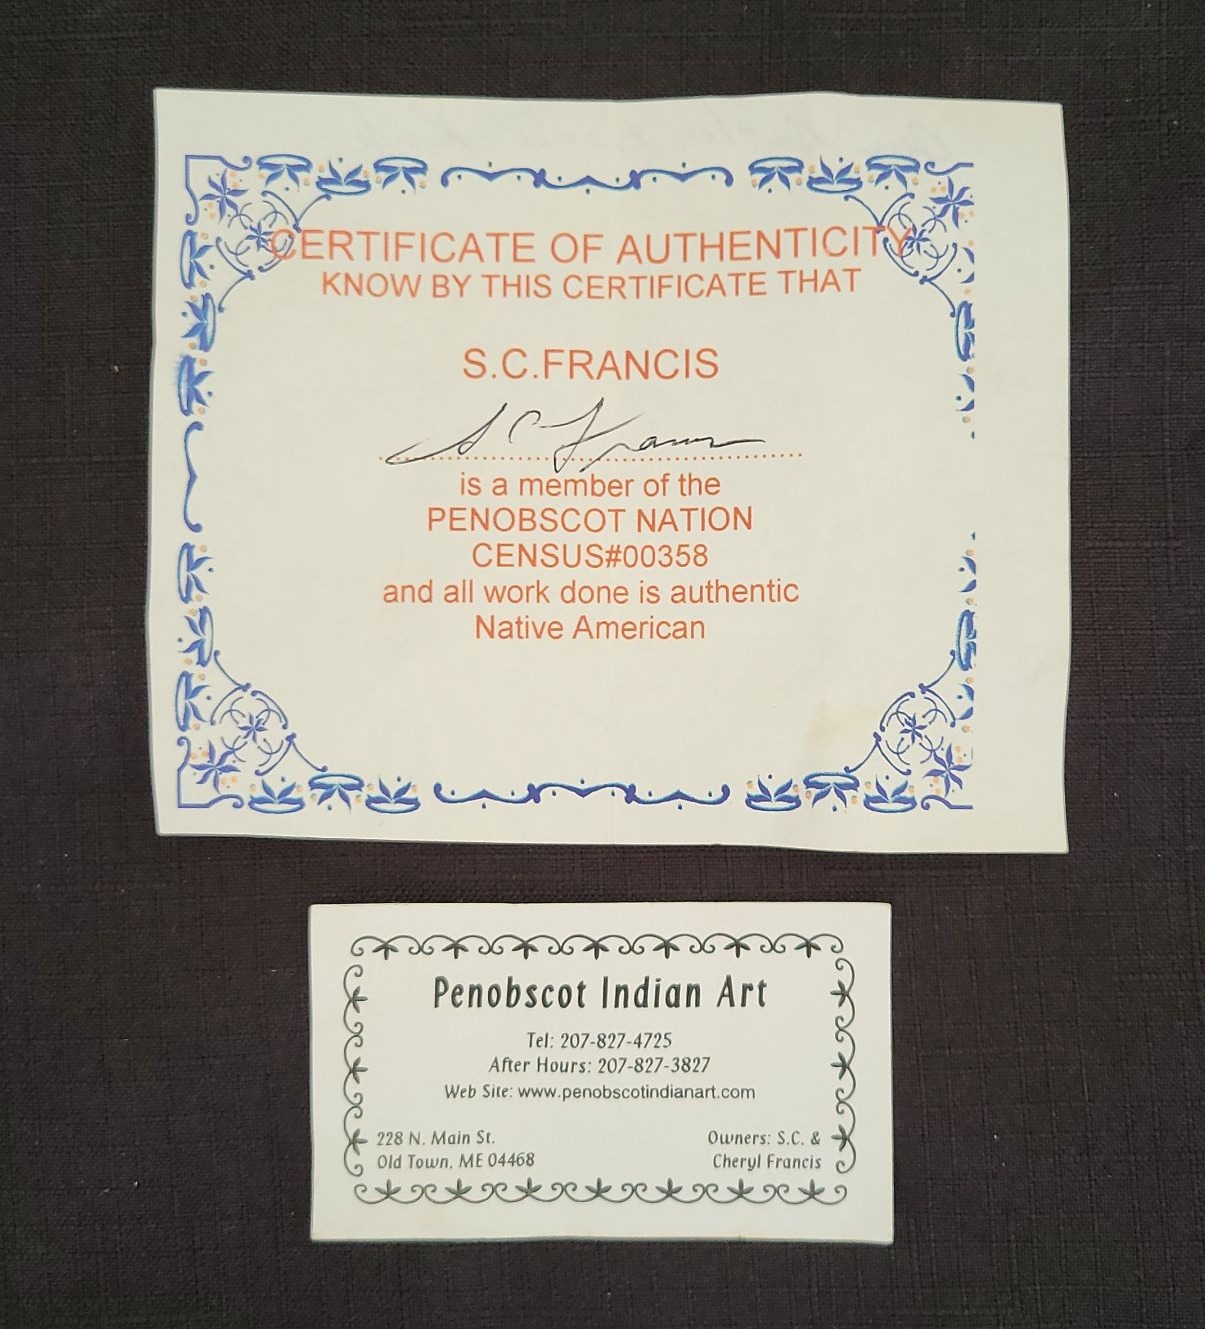 CERTIFICATE OF AUTHENTICITY
KNOW BY THIS CERTIFICATE THAT
S.C.FRANCIS
S C Francis
is a member of the
PENOBSCOT NATION
CENSUS#00358
and all work done is authentic
Native American
Penobscot Indian Art
Tel: 207-827-4725
After Hours: 207-827-3827
Web Site: www.penobscotindianart.com
228 N. Main St.
Old Town, ME 04468
Owners: S.C. &
Cheryl Francis